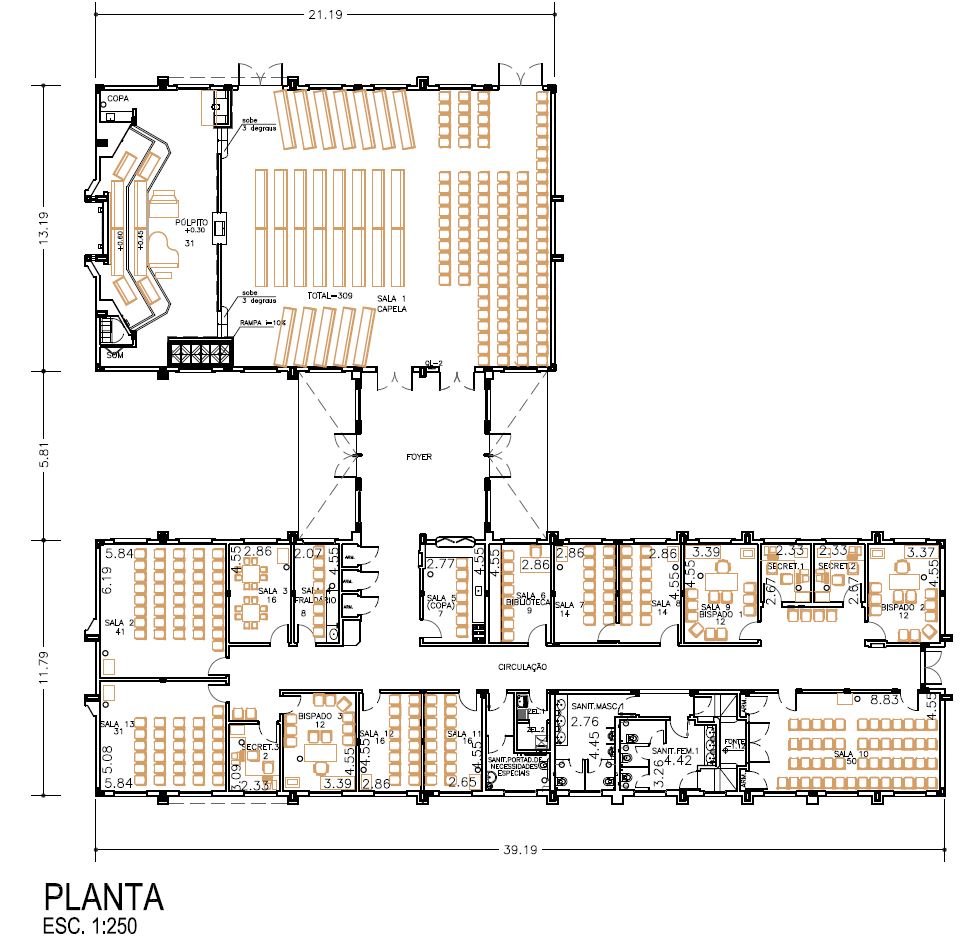 21.19
COPA
sobe
3 degraus
13.19
PÚLPITO
+0.30
31
+0.60
+0.45
sobe
3 degraus
TOTAL=309
SALA 1
CAPELA
RAMPA i=10%
SOM
5.81
FOYER
5.84
6.19
SALA 2
41
4.55
2.86
SALA 3
16
2.07
4.55
FRALDÁRIO
8
ARM.
ARM.
ARM.
2.77
4.55
SALA 5
(COPA)
7
4.55
2.86
SALA 6
BIBLIOTECA
9
2.86
SALA 7
14
2.86
4.55
SALA 8
14
3.39
4.55
SALA 9
BISPADO 1
12
2.33
SECRET.1
2.67
2.33
SECRET.2
2.67
3.37
4.55
BISPADO 2
12
11.79
CIRCULAÇÃO
SALA 13
31
5.08
5.84
SECRET.3
2
3.09
2.33
BISPADO 3
12
4.55
3.39
SALA 12
16
4.55
2.86
SALA 11
16
4.55
2.65
ZEL.1
ZEL.2
SANIT.PORTAD.DE
NECESSIDADES
ESPECIAIS
SANIT.MASC.1
2.76
4.45
SANIT.FEM.1
4.42
3.26
FONTE
ARM.
ARM.
8.83
4.55
SALA 10
50
39.19
PLANTA
ESC. 1:250